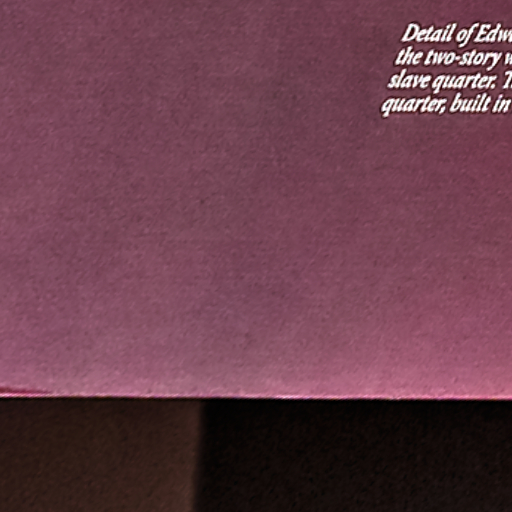 Detail of
the two-story
slave quarter.
quarter, built in